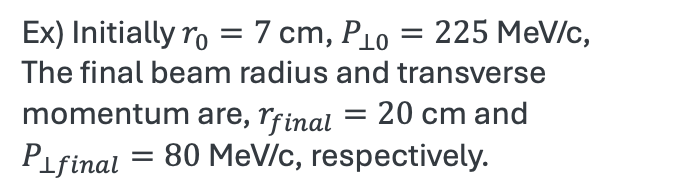 Ex) Initially r₀ = 7 cm, P⊥₀ = 225 MeV/c,
The final beam radius and transverse
momentum are, r_final = 20 cm and
P_⊥final = 80 MeV/c, respectively.